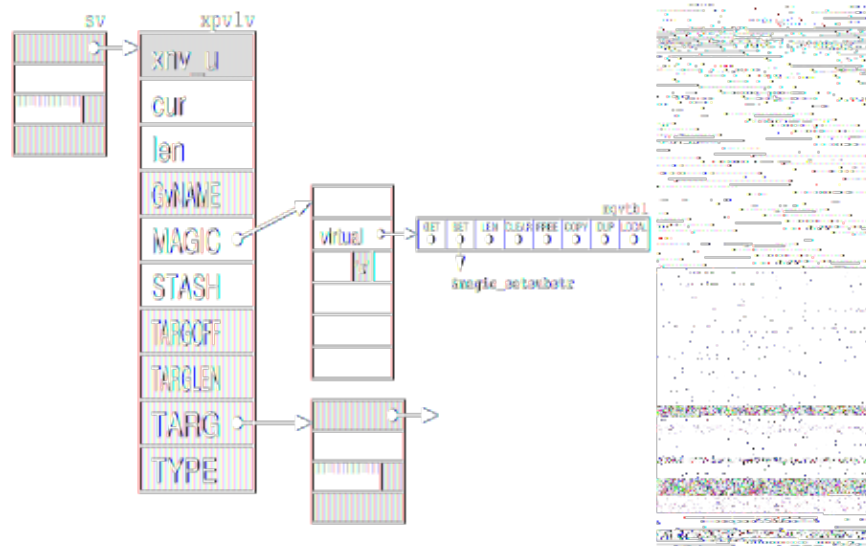 sv
xpvlv
xnv_u
cur
len
GvNAME
MAGIC
STASH
TARGOFF
TARGLEN
TARG
TYPE
virtual
mgvtbl
GET SET LEN CLEAR FREE COPY DUP LOCAL
&magic_setsubstr